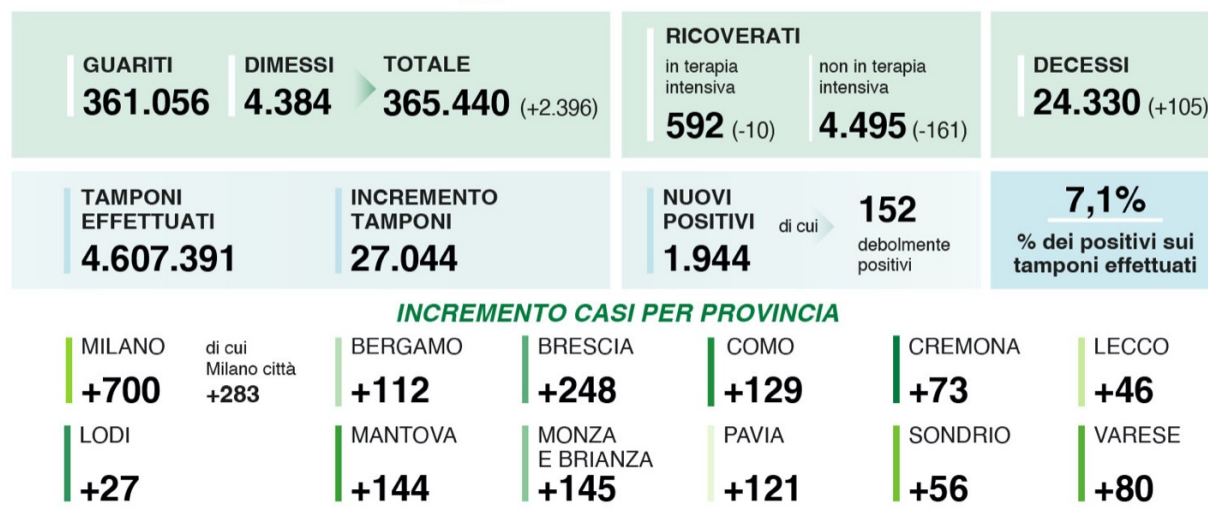 GUARITI
361.056
DIMESSI
4.384
TOTALE
365.440 (+2.396)
RICOVERATI
in terapia
intensiva
592 (-10)
non in terapia
intensiva
4.495 (-161)
DECESSI
24.330 (+105)
TAMPONI
EFFETTUATI
4.607.391
INCREMENTO
TAMPONI
27.044
NUOVI
POSITIVI
1.944
di cui
152
debolmente
positivi
7,1%
% dei positivi sui
tamponi effettuati
INCREMENTO CASI PER PROVINCIA
MILANO
+700
di cui
Milano città
+283
BERGAMO
+112
BRESCIA
+248
COMO
+129
CREMONA
+73
LECCO
+46
LODI
+27
MANTOVA
+144
MONZA
E BRIANZA
+145
PAVIA
+121
SONDRIO
+56
VARESE
+80